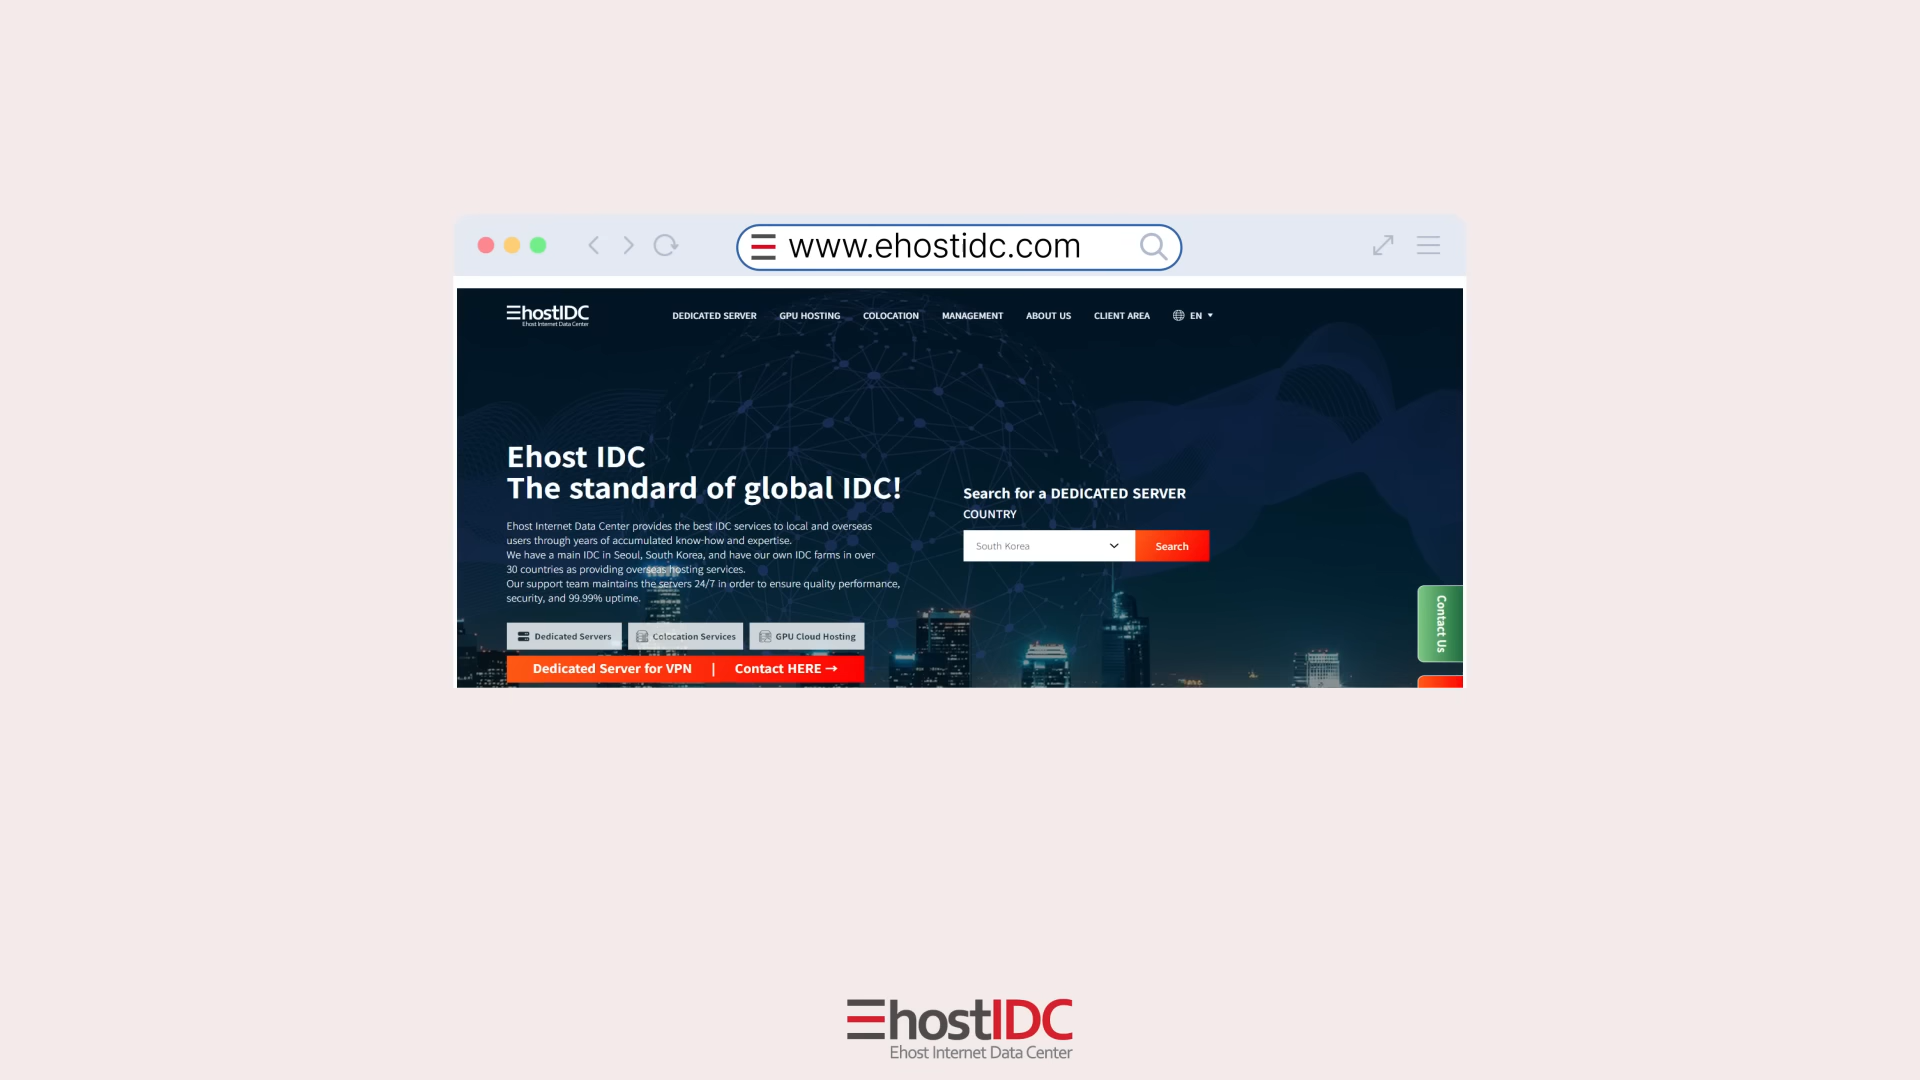 www.ehostidc.com
EhostIDC
Ehost Internet Data Center
DEDICATED SERVER
GPU HOSTING
COLOCATION
MANAGEMENT
ABOUT US
CLIENT AREA
EN
Ehost IDC
The standard of global IDC!
Ehost Internet Data Center provides the best IDC services to local and overseas
users through years of accumulated know-how and expertise.
We have a main IDC in Seoul, South Korea, and have our own IDC farms in over
30 countries as providing overseas hosting services.
Our support team maintains the servers 24/7 in order to ensure quality performance,
security, and 99.99% uptime.
Dedicated Servers
Colocation Services
GPU Cloud Hosting
Dedicated Server for VPN | Contact HERE →
Search for a DEDICATED SERVER
COUNTRY
South Korea
Search
Contact Us
EhostIDC
Ehost Internet Data Center